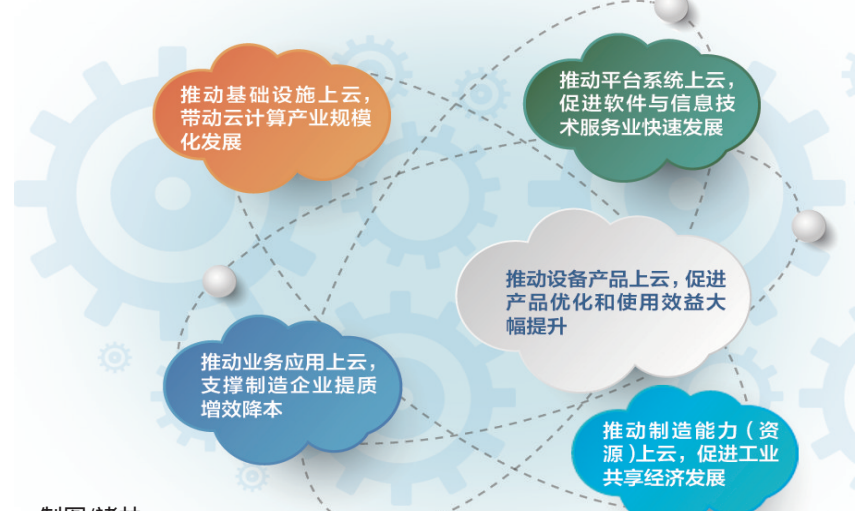 推动基础设施上云，
带动云计算产业规模
化发展
推动平台系统上云，
促进软件与信息技
术服务业快速发展
推动设备产品上云，促进
产品优化和使用效益大
幅提升
推动业务应用上云，
支撑制造企业提质
增效降本
推动制造能力（资
源）上云，促进工业
共享经济发展